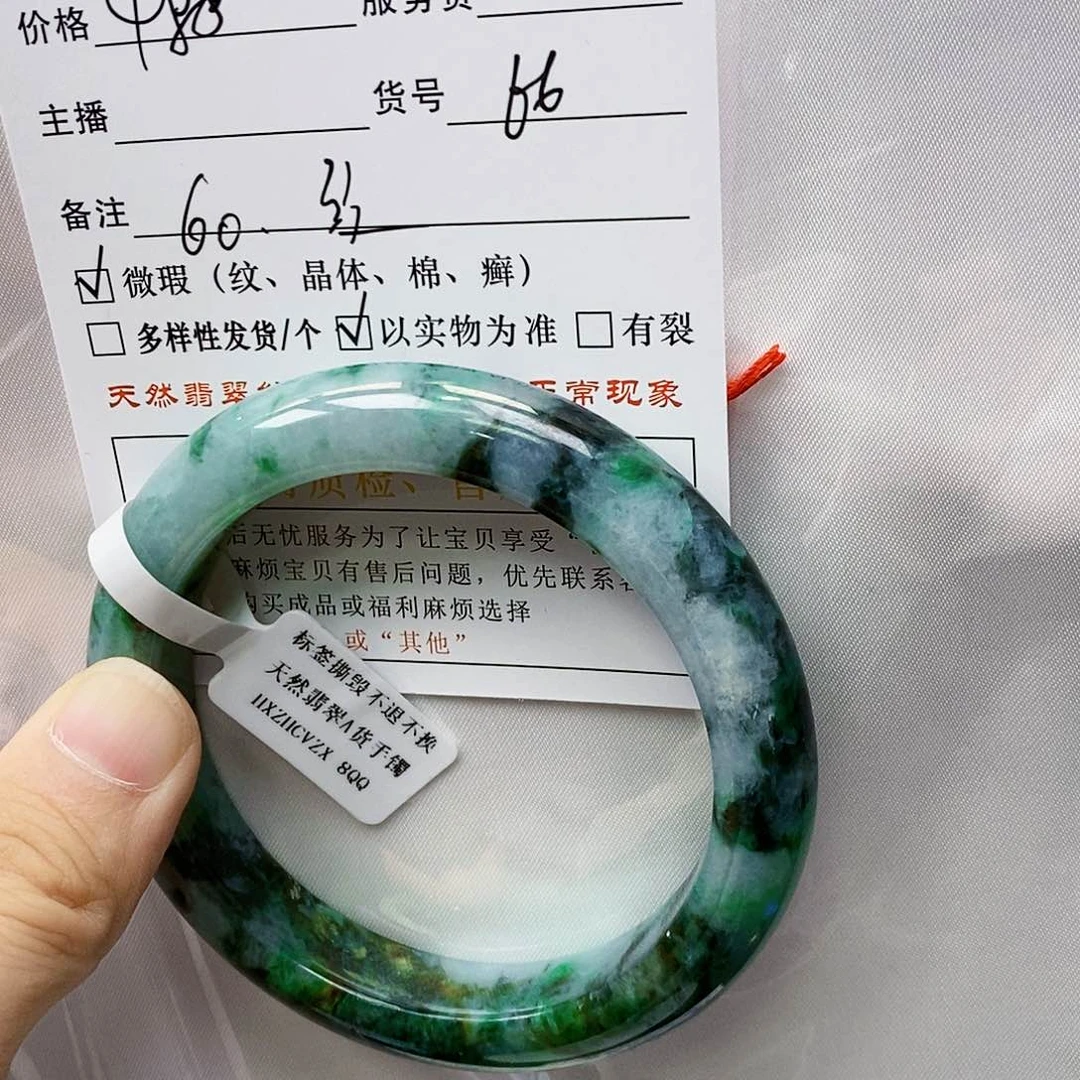 价格
服务员
主播
货号 66
备注 60. 纹
微瑕（纹、晶体、棉、癣）
多样性发货/个 以实物为准 有裂
天然翡翠 正常现象
质检、
后无忧服务为了让宝贝享受“
麻烦宝贝有售后问题，优先联系
购买成品或福利麻烦选择
或“其他”
标签撕毁不退不换
天然翡翠A货手镯
HXZHCVZX 8QQ